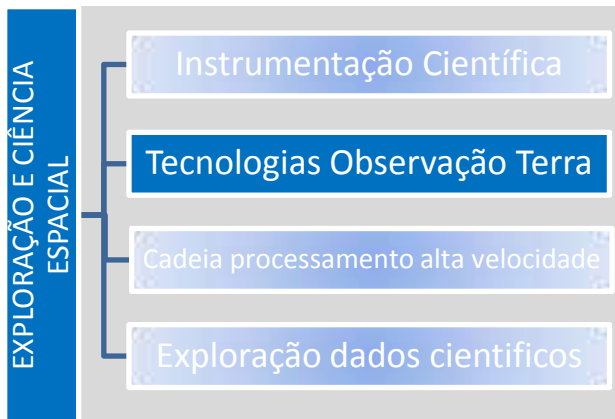 EXPLORAÇÃO E CIÊNCIA
ESPACIAL
Instrumentação Científica
Tecnologias Observação Terra
Cadeia processamento alta velocidade
Exploração dados cientificos